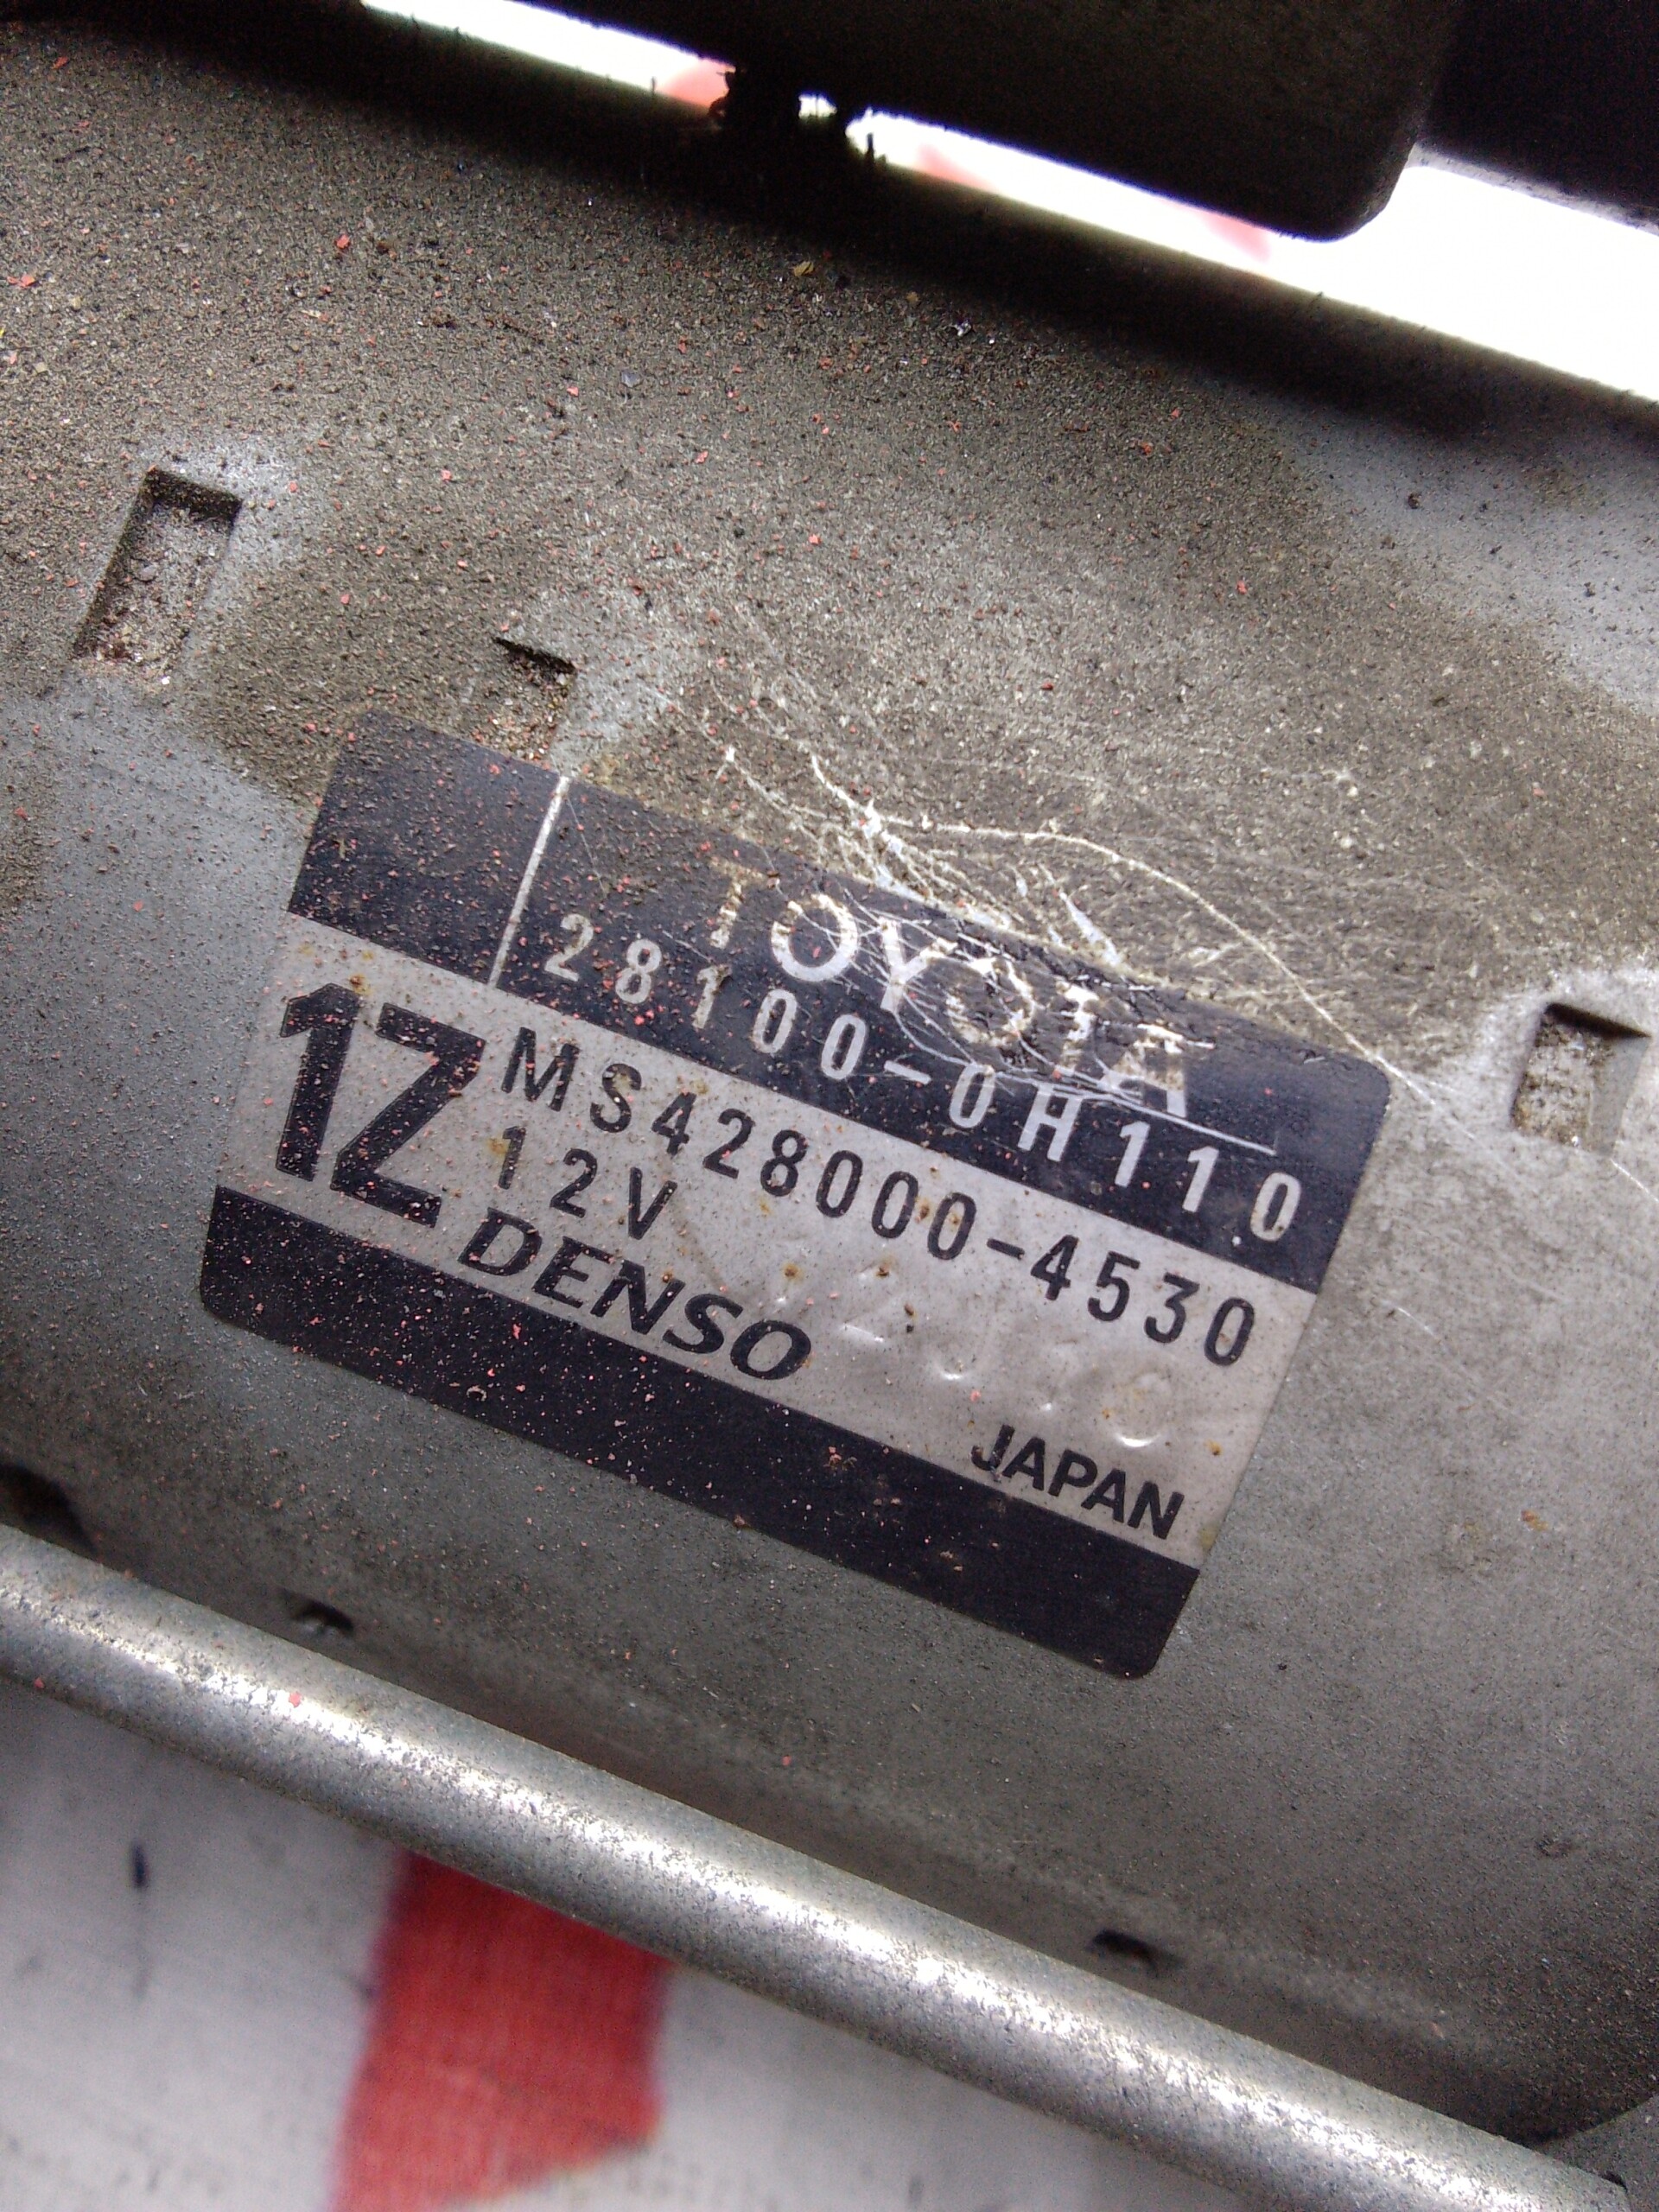 TOYOTA
28100-0H110
1Z
MS428000-4530
12V
DENSO
JAPAN